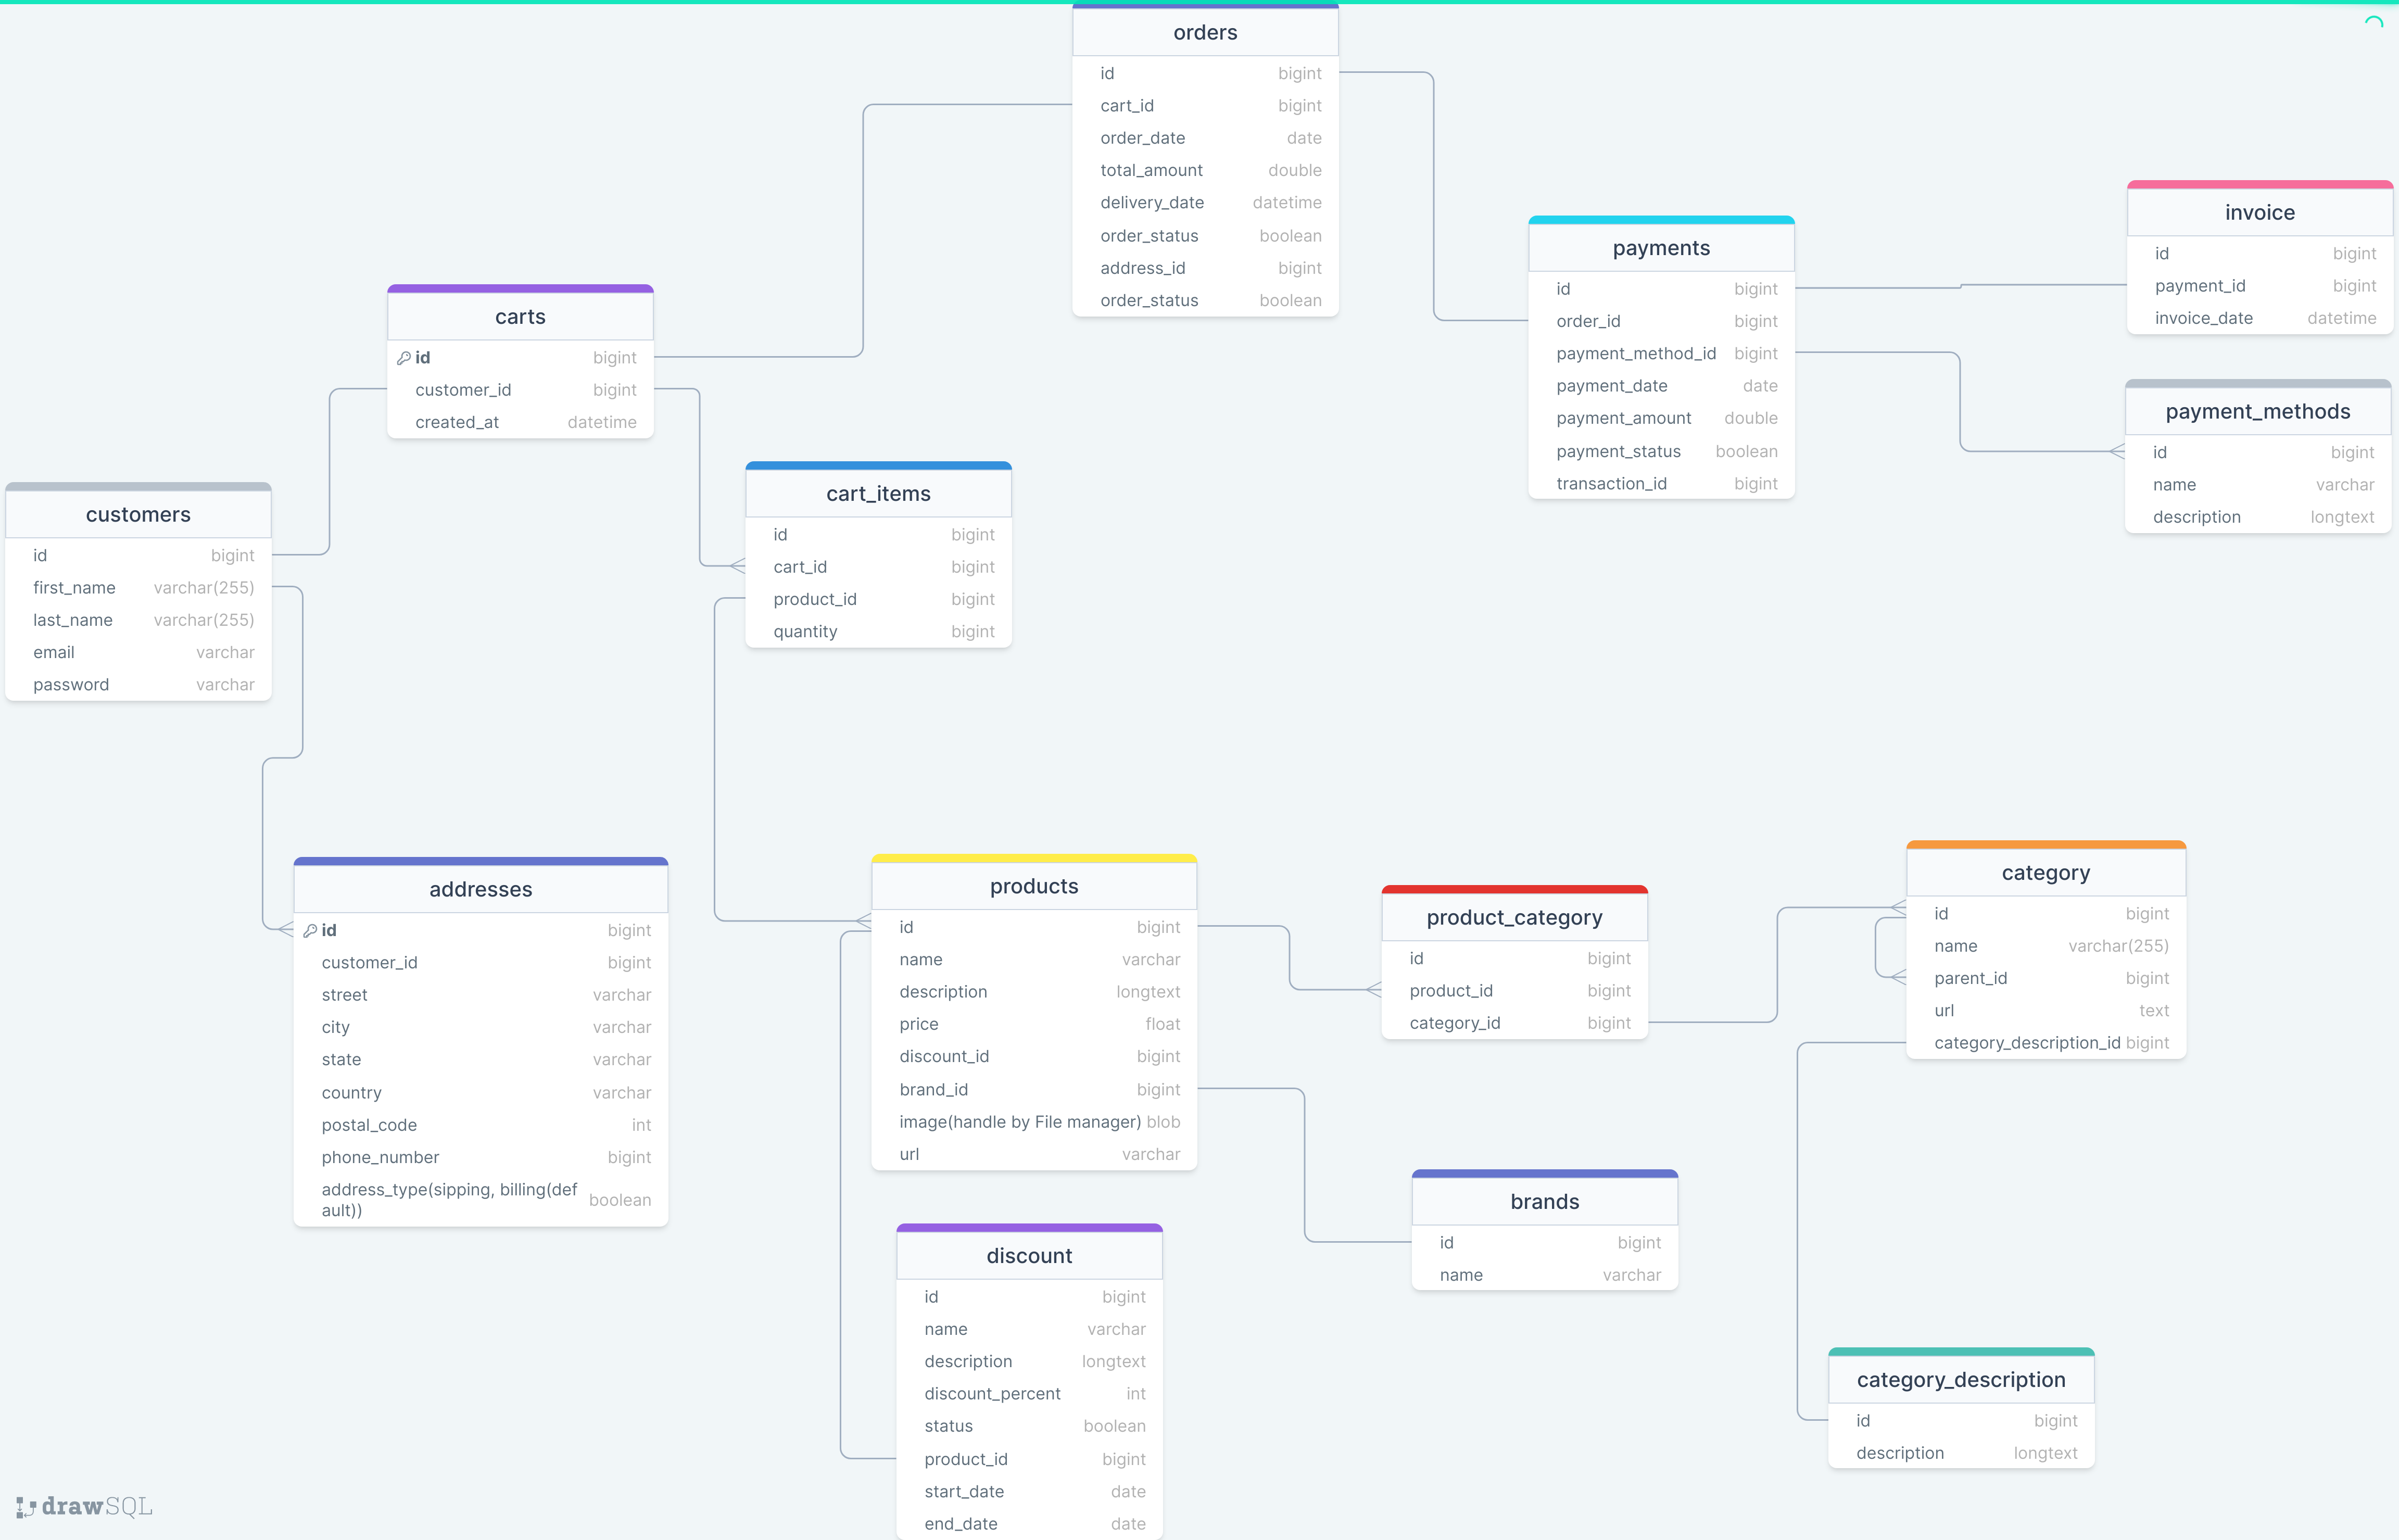 orders
id bigint
cart_id bigint
order_date date
total_amount double
delivery_date datetime
order_status boolean
address_id bigint
order_status boolean
invoice
id bigint
payment_id bigint
invoice_date datetime
payments
id bigint
order_id bigint
payment_method_id bigint
payment_date date
payment_amount double
payment_status boolean
transaction_id bigint
carts
id bigint
customer_id bigint
created_at datetime
payment_methods
id bigint
name varchar
description longtext
cart_items
id bigint
cart_id bigint
product_id bigint
quantity bigint
customers
id bigint
first_name varchar(255)
last_name varchar(255)
email varchar
password varchar
addresses
id bigint
customer_id bigint
street varchar
city varchar
state varchar
country varchar
postal_code int
phone_number bigint
address_type(sipping, billing(def
ault)) boolean
products
id bigint
name varchar
description longtext
price float
discount_id bigint
brand_id bigint
image(handle by File manager) blob
url varchar
product_category
id bigint
product_id bigint
category_id bigint
category
id bigint
name varchar(255)
parent_id bigint
url text
category_description_id bigint
brands
id bigint
name varchar
discount
id bigint
name varchar
description longtext
discount_percent int
status boolean
product_id bigint
start_date date
end_date date
category_description
id bigint
description longtext
drawSQL